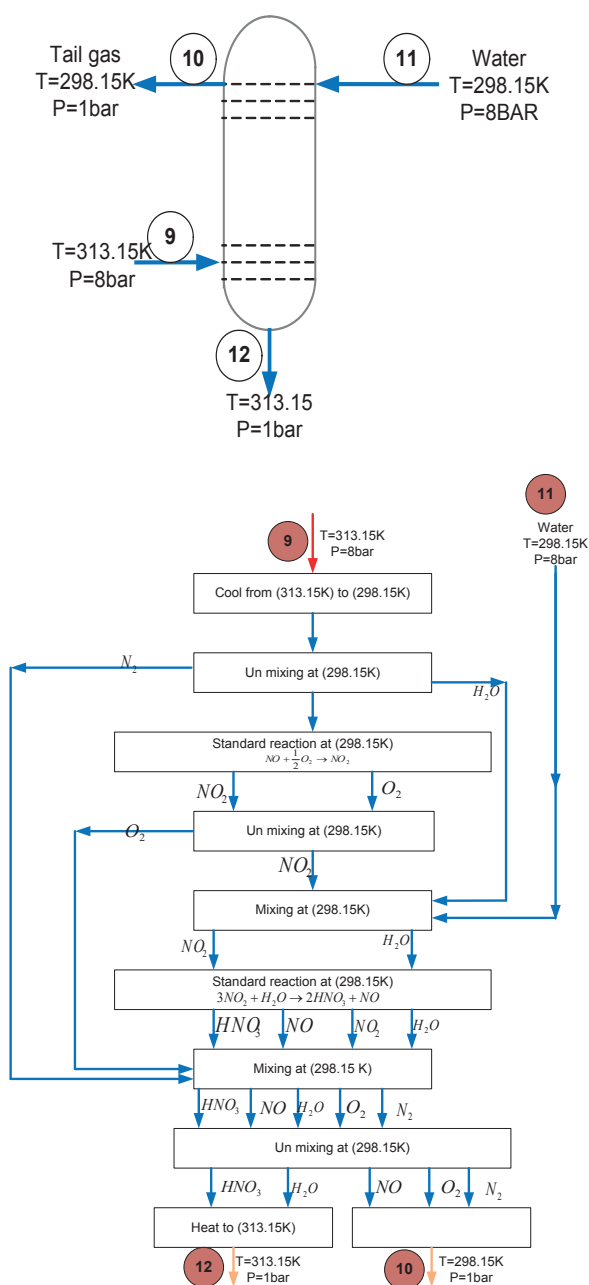 Tail gas
T=298.15K
P=1bar
10
11
Water
T=298.15K
P=8BAR
9
T=313.15K
P=8bar
12
T=313.15
P=1bar
11
Water
T=298.15K
P=8bar
9
T=313.15K
P=8bar
Cool from (313.15K) to (298.15K)
N₂
Un mixing at (298.15K)
H₂O
Standard reaction at (298.15K)
NO + 1/2 O₂ → NO₂
NO₂ O₂
O₂
Un mixing at (298.15K)
NO₂
Mixing at (298.15K)
NO₂ H₂O
Standard reaction at (298.15K)
3NO₂ + H₂O → 2HNO₃ + NO
HNO₃ NO NO₂ H₂O
Mixing at (298.15 K)
HNO₃ NO H₂O O₂ N₂
Un mixing at (298.15K)
HNO₃ H₂O NO O₂ N₂
Heat to (313.15K)
12
T=313.15K
P=1bar
10
T=298.15K
P=1bar